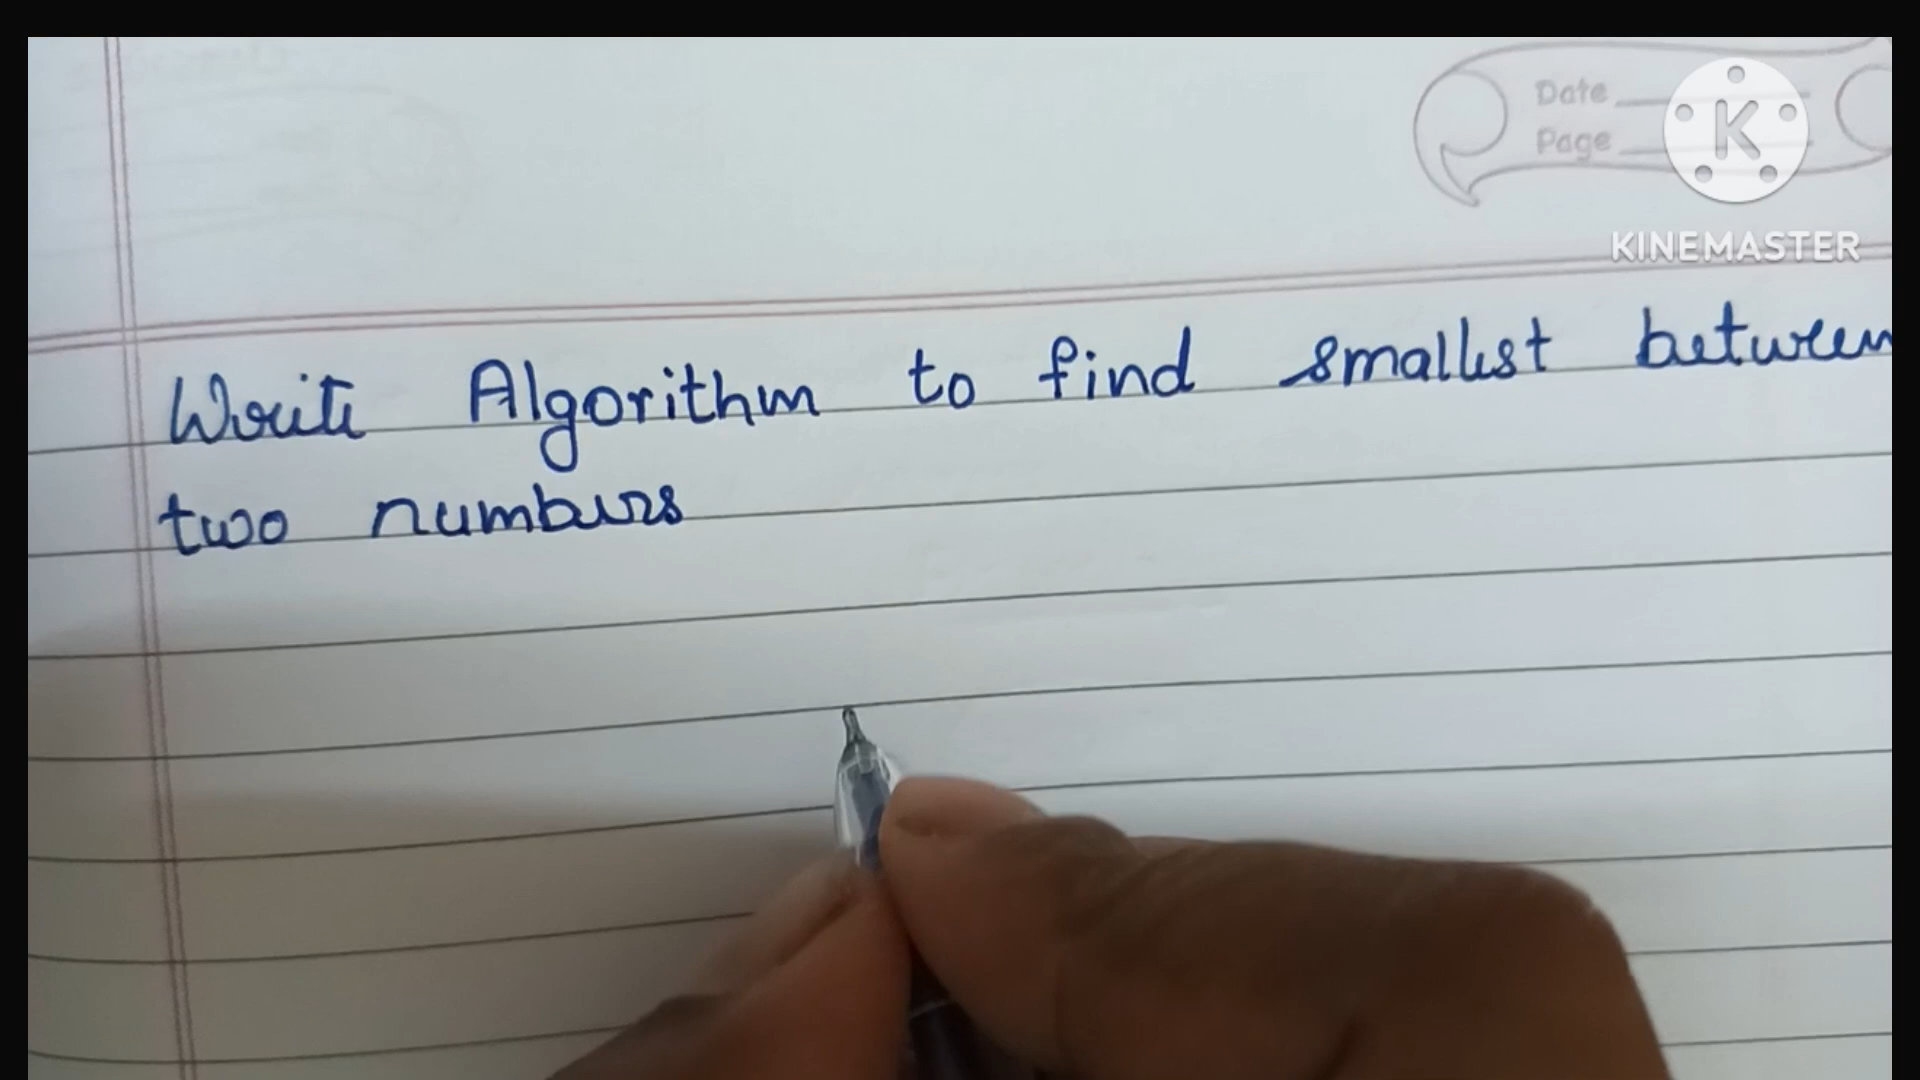 Date
Page
KINEMASTER
Write Algorithm to find smallest between
two numbers